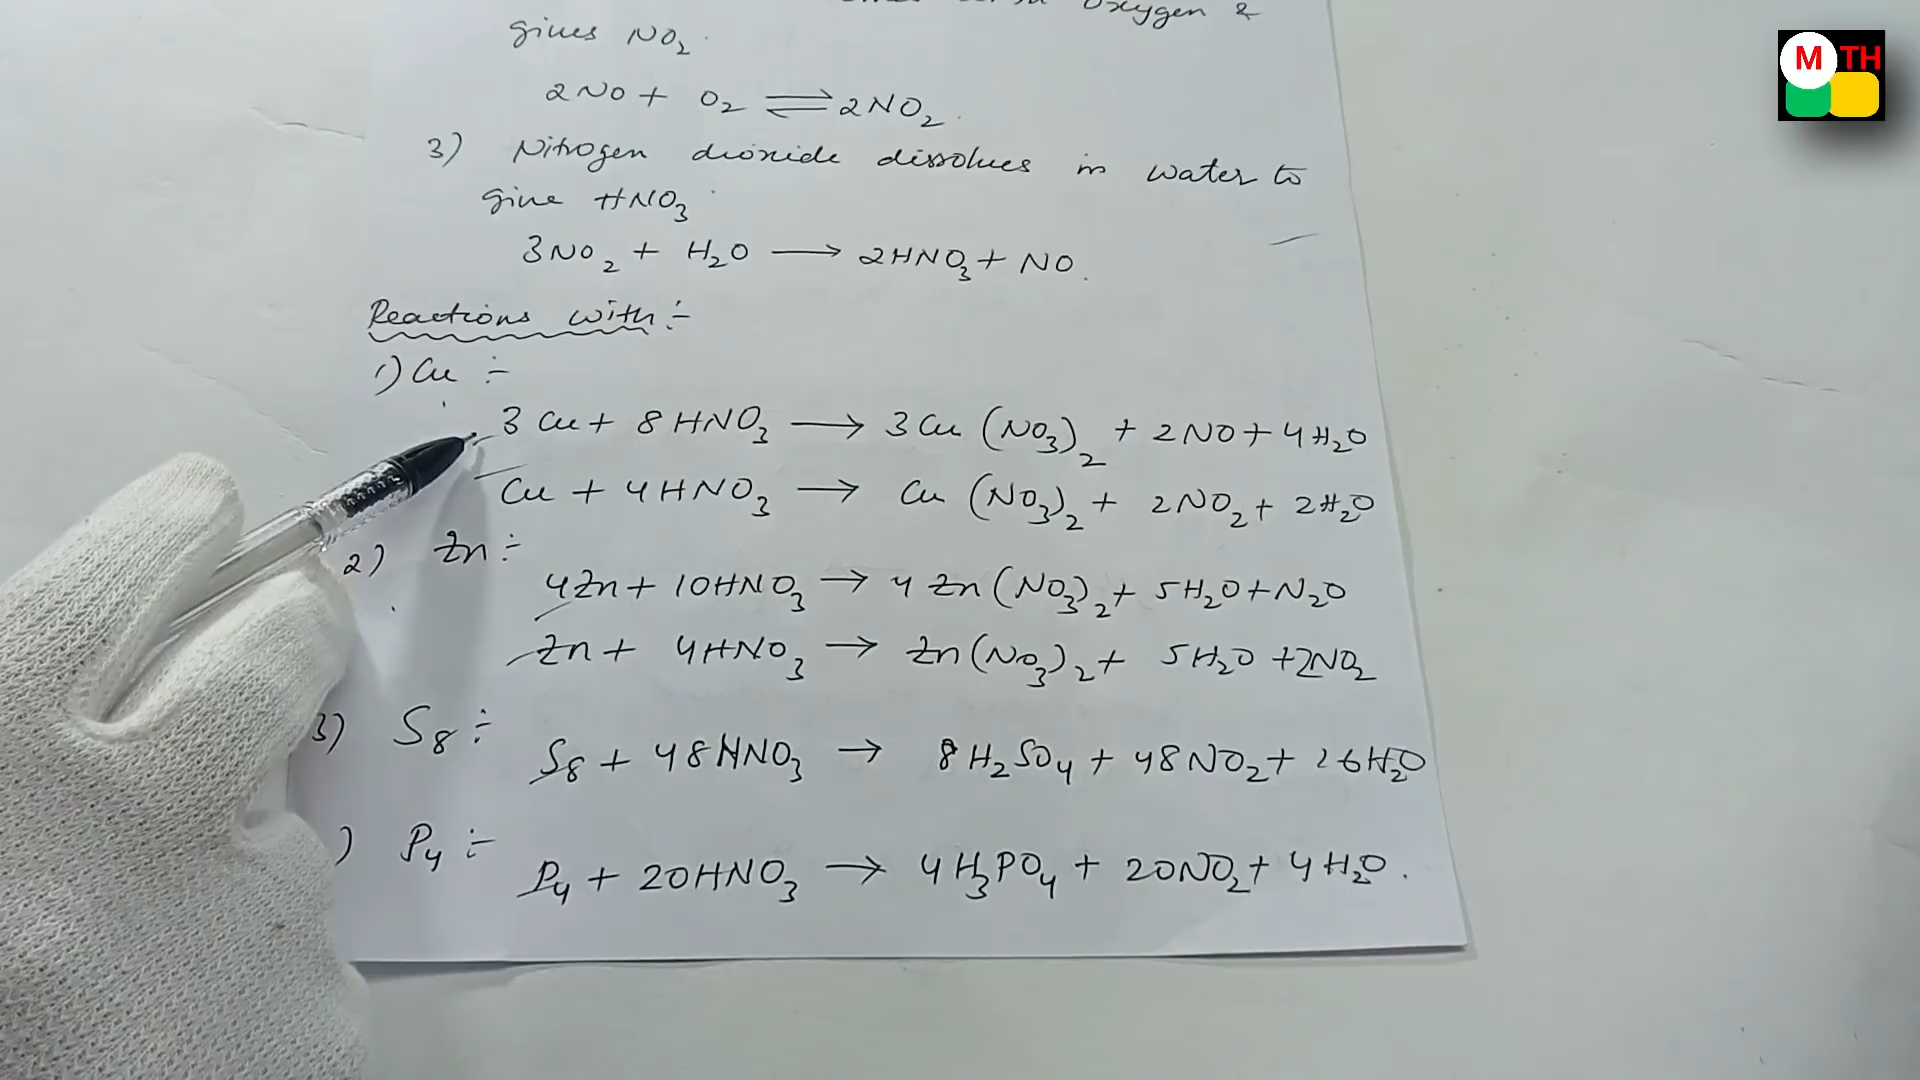 Oxygen &
gives NO₂.
2NO + O₂ ⇌ 2NO₂.
3) Nitrogen dioxide dissolves in water to
give HNO₃.
3NO₂ + H₂O ⟶ 2HNO₃ + NO.
Reactions with :-
1) Cu :-
3Cu + 8HNO₃ ⟶ 3Cu(NO₃)₂ + 2NO + 4H₂O
Cu + 4HNO₃ → Cu(NO₃)₂ + 2NO₂ + 2H₂O
2) Zn :-
4Zn + 10HNO₃ → 4Zn(NO₃)₂ + 5H₂O + N₂O
Zn + 4HNO₃ → Zn(NO₃)₂ + 5H₂O + 2NO₂
3) S₈ :-
S₈ + 48HNO₃ → 8H₂SO₄ + 48NO₂ + 16H₂O
) P₄ :-
P₄ + 20HNO₃ → 4H₃PO₄ + 20NO₂ + 4H₂O.
M TH